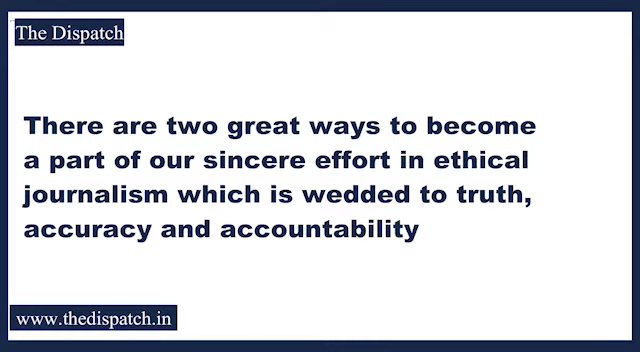 The Dispatch
There are two great ways to become
a part of our sincere effort in ethical
journalism which is wedded to truth,
accuracy and accountability
www.thedispatch.in